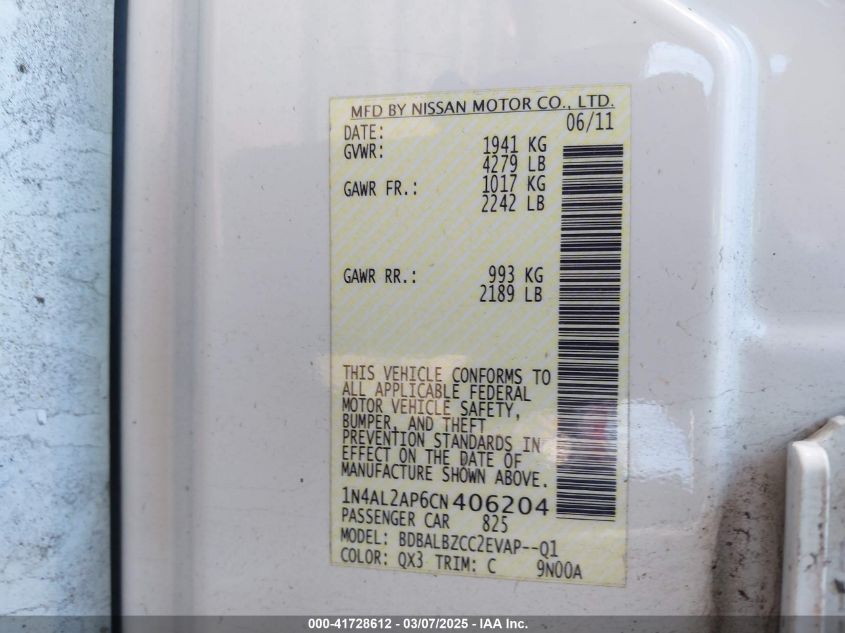 MFD BY NISSAN MOTOR CO., LTD.
DATE: 06/11
GVWR: 1941 KG
4279 LB
GAWR FR.: 1017 KG
2242 LB
GAWR RR.: 993 KG
2189 LB
THIS VEHICLE CONFORMS TO
ALL APPLICABLE FEDERAL
MOTOR VEHICLE SAFETY,
BUMPER, AND THEFT
PREVENTION STANDARDS IN
EFFECT ON THE DATE OF
MANUFACTURE SHOWN ABOVE.
1N4AL2AP6CN406204
PASSENGER CAR 825
MODEL: BDBALBZCC2EVAP--Q1
COLOR: QX3 TRIM: C 9N00A
000-41728612 - 03/07/2025 - IAA Inc.